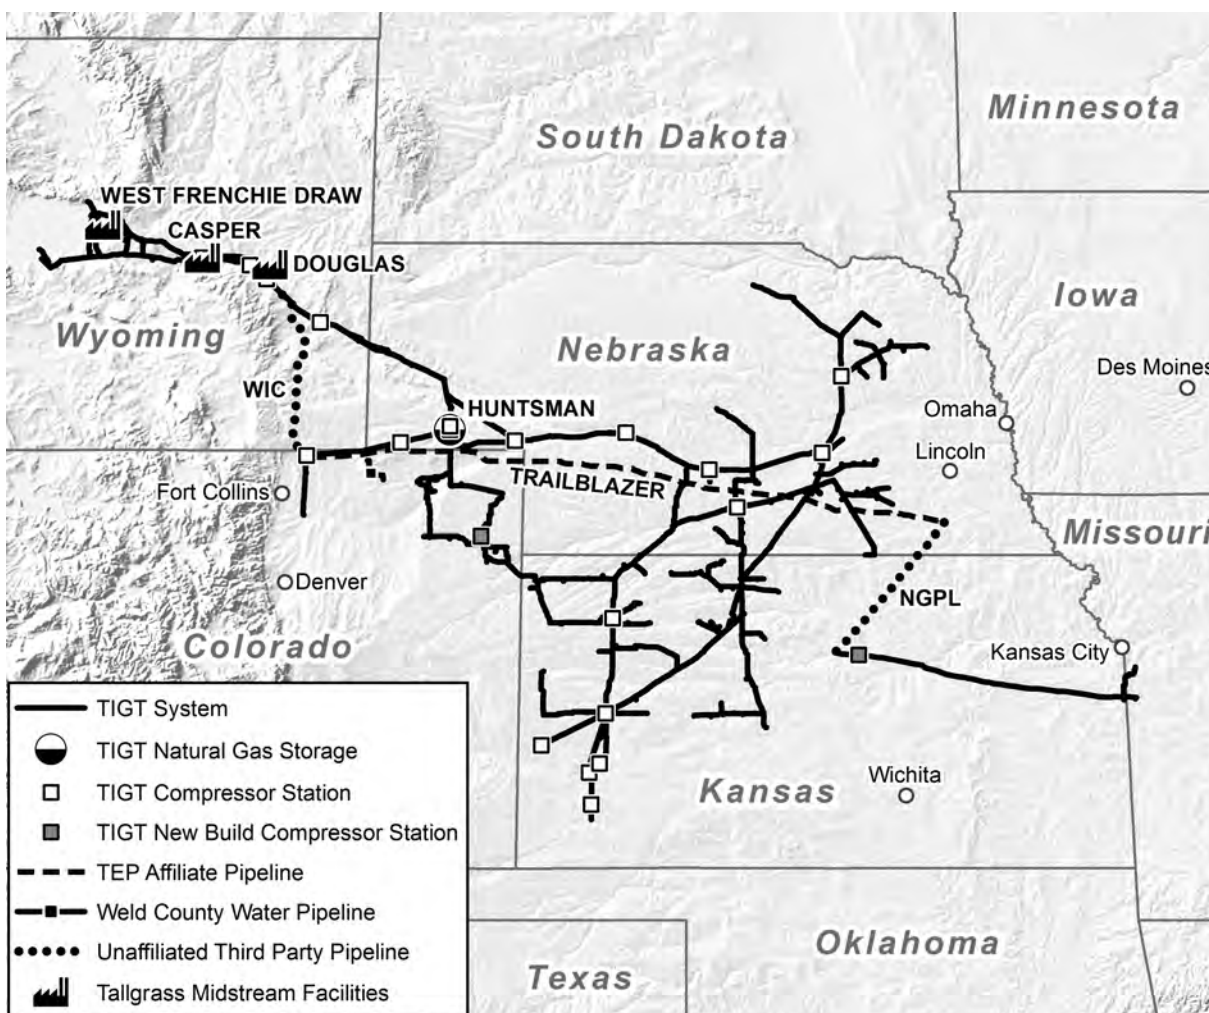 Minnesota
South Dakota
WEST FRENCHIE DRAW
CASPER
DOUGLAS
Iowa
Wyoming
Nebraska
Des Moines
WIC
HUNTSMAN
Omaha
Lincoln
TRAILBLAZER
Fort Collins
Missouri
Denver
NGPL
Colorado
Kansas City
TIGT System
TIGT Natural Gas Storage
TIGT Compressor Station
TIGT New Build Compressor Station
TEP Affiliate Pipeline
Weld County Water Pipeline
Unaffiliated Third Party Pipeline
Tallgrass Midstream Facilities
Wichita
Kansas
Oklahoma
Texas